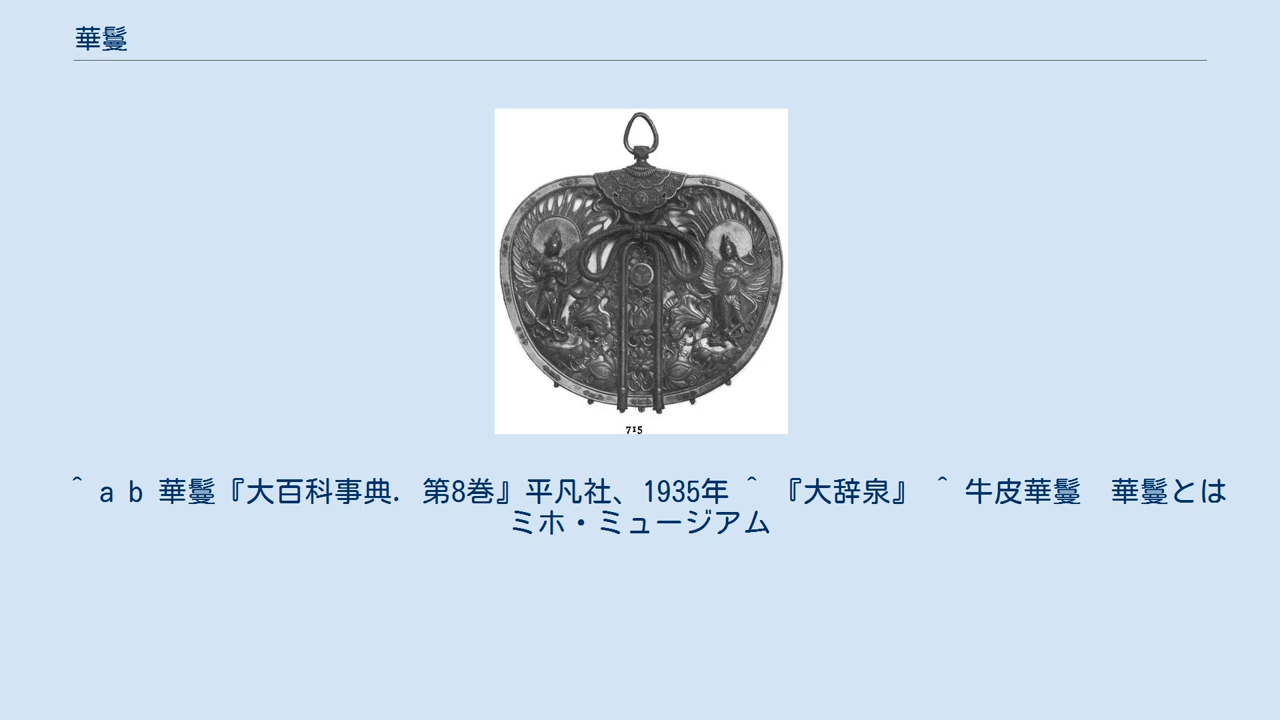 華鬘
715
^ a b 華鬘『大百科事典. 第8巻』平凡社、1935年 ^ 『大辞泉』 ^ 牛皮華鬘　華鬘とは
ミホ・ミュージアム